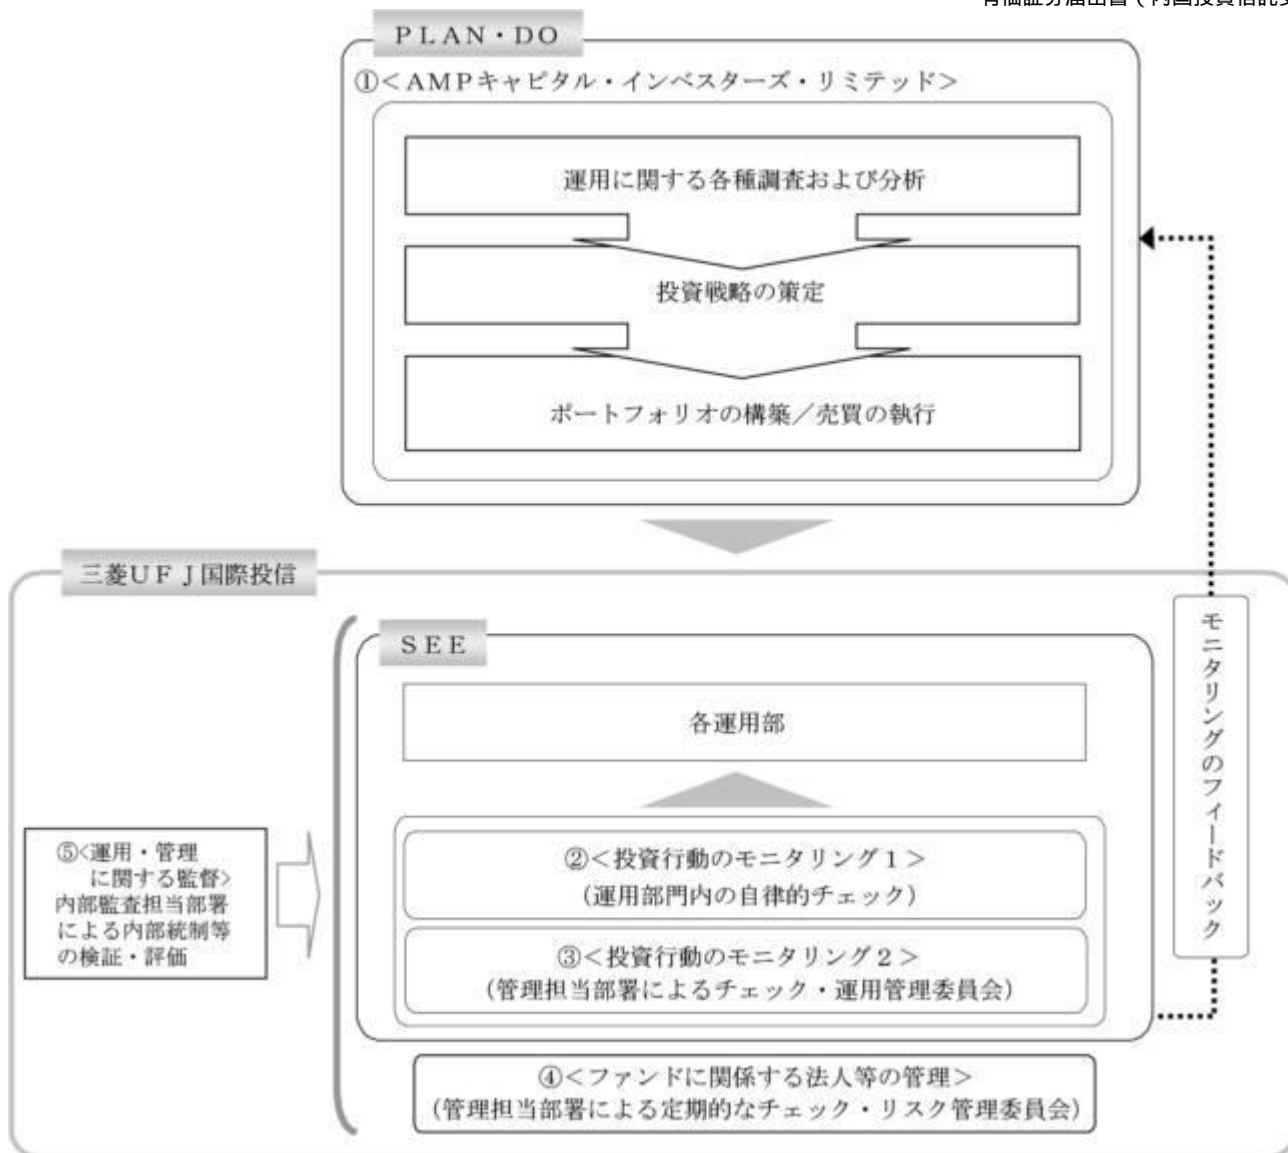 PLAN・DO
①<AMPキャピタル・インベスターズ・リミテッド>
運用に関する各種調査および分析
投資戦略の策定
ポートフォリオの構築/売買の執行
三菱UFJ国際投信
SEE
各運用部
②<投資行動のモニタリング1>
(運用部門内の自律的チェック)
③<投資行動のモニタリング2>
(管理担当部署によるチェック・運用管理委員会)
④<ファンドに関係する法人等の管理>
(管理担当部署による定期的なチェック・リスク管理委員会)
⑤<運用・管理
に関する監督>
内部監査担当部署
による内部統制等
の検証・評価
モニタリングのフィードバック